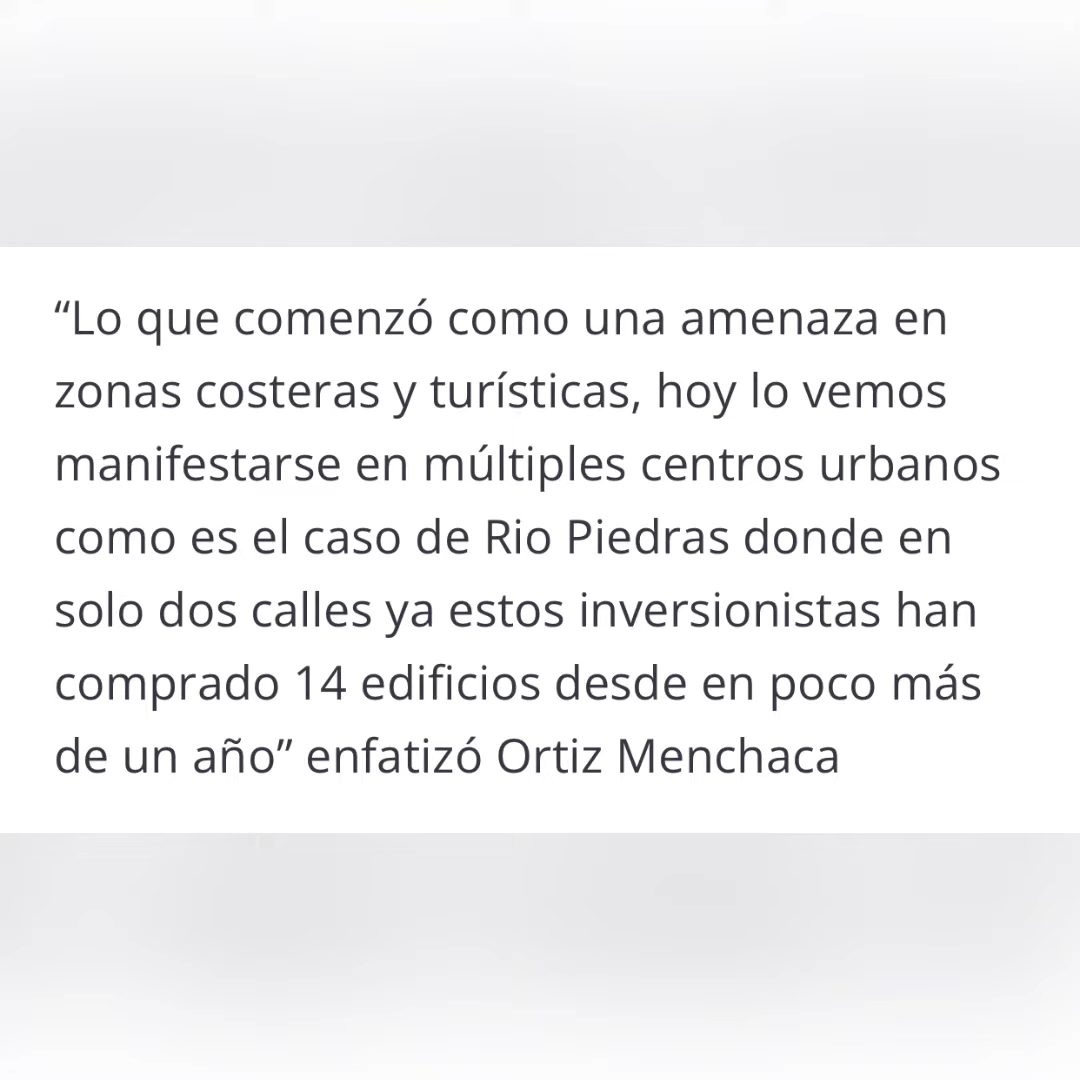 “Lo que comenzó como una amenaza en
zonas costeras y turísticas, hoy lo vemos
manifestarse en múltiples centros urbanos
como es el caso de Rio Piedras donde en
solo dos calles ya estos inversionistas han
comprado 14 edificios desde en poco más
de un año” enfatizó Ortiz Menchaca